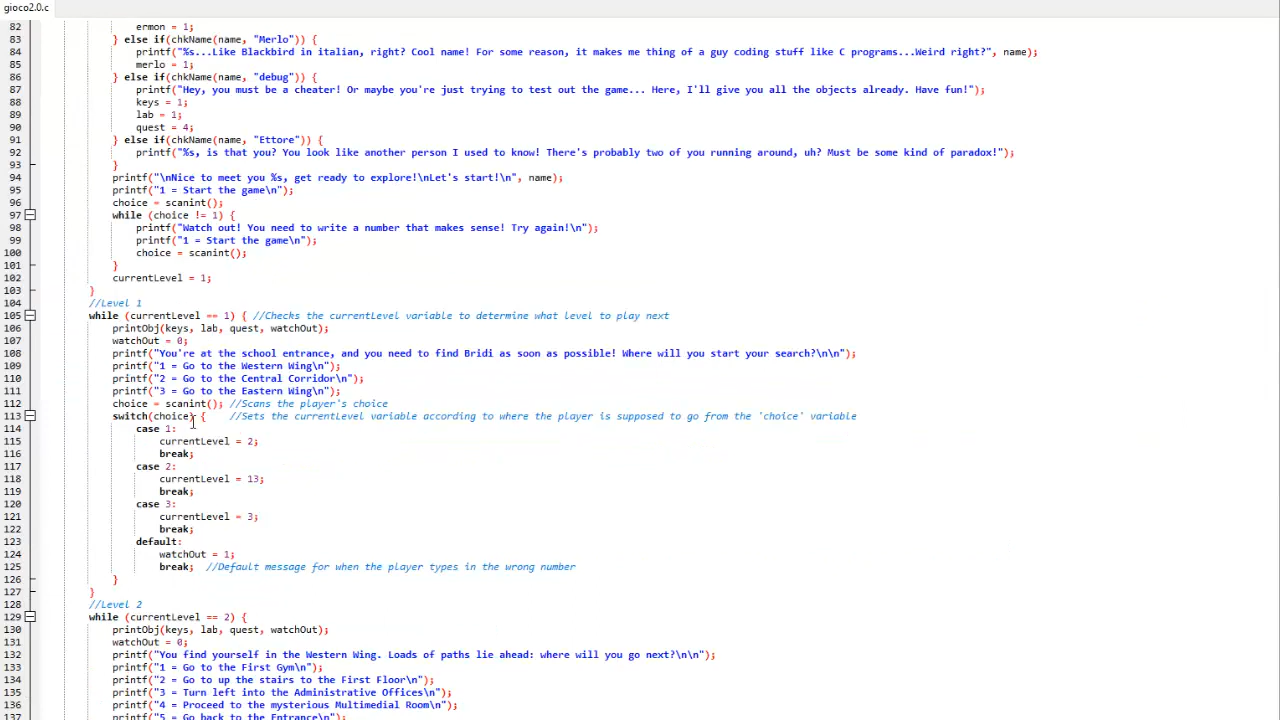 gioco2.0.c
82 ermon = 1;
83 } else if(chkName(name, "Merlo")) {
84 printf("%s...Like Blackbird in italian, right? Cool name! For some reason, it makes me thing of a guy coding stuff like C programs...Weird right?", name);
85 merlo = 1;
86 } else if(chkName(name, "debug")) {
87 printf("Hey, you must be a cheater! Or maybe you're just trying to test out the game... Here, I'll give you all the objects already. Have fun!");
88 keys = 1;
89 lab = 1;
90 quest = 4;
91 } else if(chkName(name, "Ettore")) {
92 printf("%s, is that you? You look like another person I used to know! There's probably two of you running around, uh? Must be some kind of paradox!");
93 }
94 printf("\nNice to meet you %s, get ready to explore!\nLet's start!\n", name);
95 printf("1 = Start the game\n");
96 choice = scanint();
97 while (choice != 1) {
98 printf("Watch out! You need to write a number that makes sense! Try again!\n");
99 printf("1 = Start the game\n");
100 choice = scanint();
101 }
102 currentLevel = 1;
103 }
104 //Level 1
105 while (currentLevel == 1) { //Checks the currentLevel variable to determine what level to play next
106 printObj(keys, lab, quest, watchOut);
107 watchOut = 0;
108 printf("You're at the school entrance, and you need to find Bridi as soon as possible! Where will you start your search?\n\n");
109 printf("1 = Go to the Western Wing\n");
110 printf("2 = Go to the Central Corridor\n");
111 printf("3 = Go to the Eastern Wing\n");
112 choice = scanint(); //Scans the player's choice
113 switch(choice) { //Sets the currentLevel variable according to where the player is supposed to go from the 'choice' variable
114 case 1:
115 currentLevel = 2;
116 break;
117 case 2:
118 currentLevel = 13;
119 break;
120 case 3:
121 currentLevel = 3;
122 break;
123 default:
124 watchOut = 1;
125 break; //Default message for when the player types in the wrong number
126 }
127 }
128 //Level 2
129 while (currentLevel == 2) {
130 printObj(keys, lab, quest, watchOut);
131 watchOut = 0;
132 printf("You find yourself in the Western Wing. Loads of paths lie ahead: where will you go next?\n\n");
133 printf("1 = Go to the First Gym\n");
134 printf("2 = Go to up the stairs to the First Floor\n");
135 printf("3 = Turn left into the Administrative Offices\n");
136 printf("4 = Proceed to the mysterious Multimedial Room\n");
137 printf("5 = Go back to the Entrance\n");